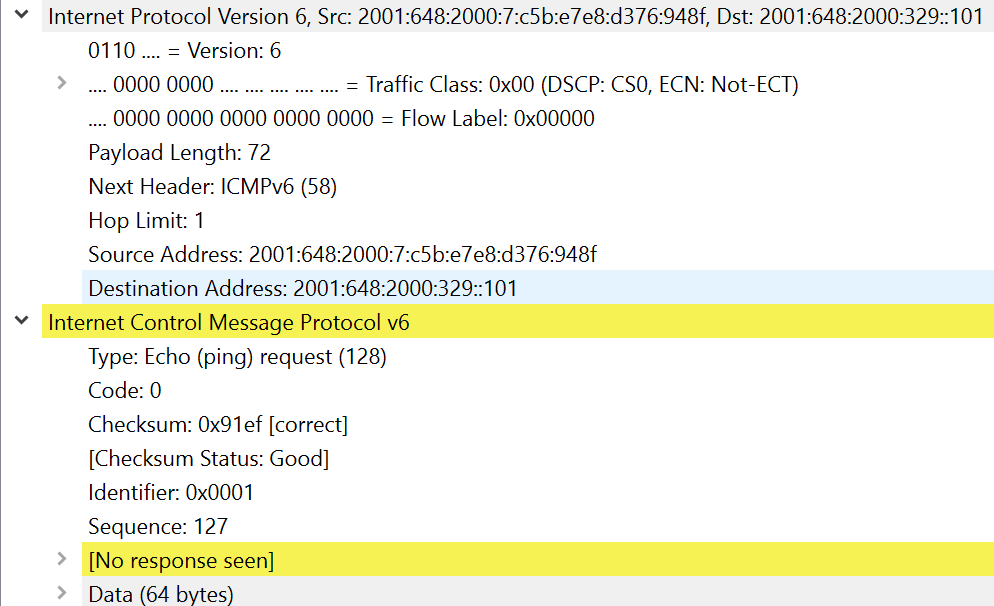 Internet Protocol Version 6, Src: 2001:648:2000:7:c5b:e7e8:d376:948f, Dst: 2001:648:2000:329::101
0110 .... = Version: 6
.... 0000 0000 .... .... .... .... .... = Traffic Class: 0x00 (DSCP: CS0, ECN: Not-ECT)
.... 0000 0000 0000 0000 0000 = Flow Label: 0x00000
Payload Length: 72
Next Header: ICMPv6 (58)
Hop Limit: 1
Source Address: 2001:648:2000:7:c5b:e7e8:d376:948f
Destination Address: 2001:648:2000:329::101
Internet Control Message Protocol v6
Type: Echo (ping) request (128)
Code: 0
Checksum: 0x91ef [correct]
[Checksum Status: Good]
Identifier: 0x0001
Sequence: 127
[No response seen]
Data (64 bytes)